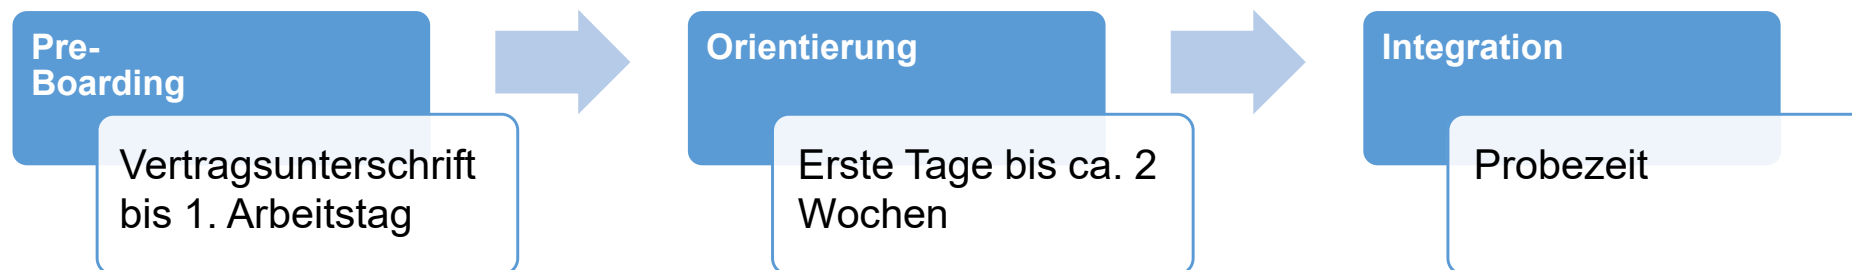 Pre-
Boarding
Vertragsunterschrift
bis 1. Arbeitstag
Orientierung
Erste Tage bis ca. 2
Wochen
Integration
Probezeit